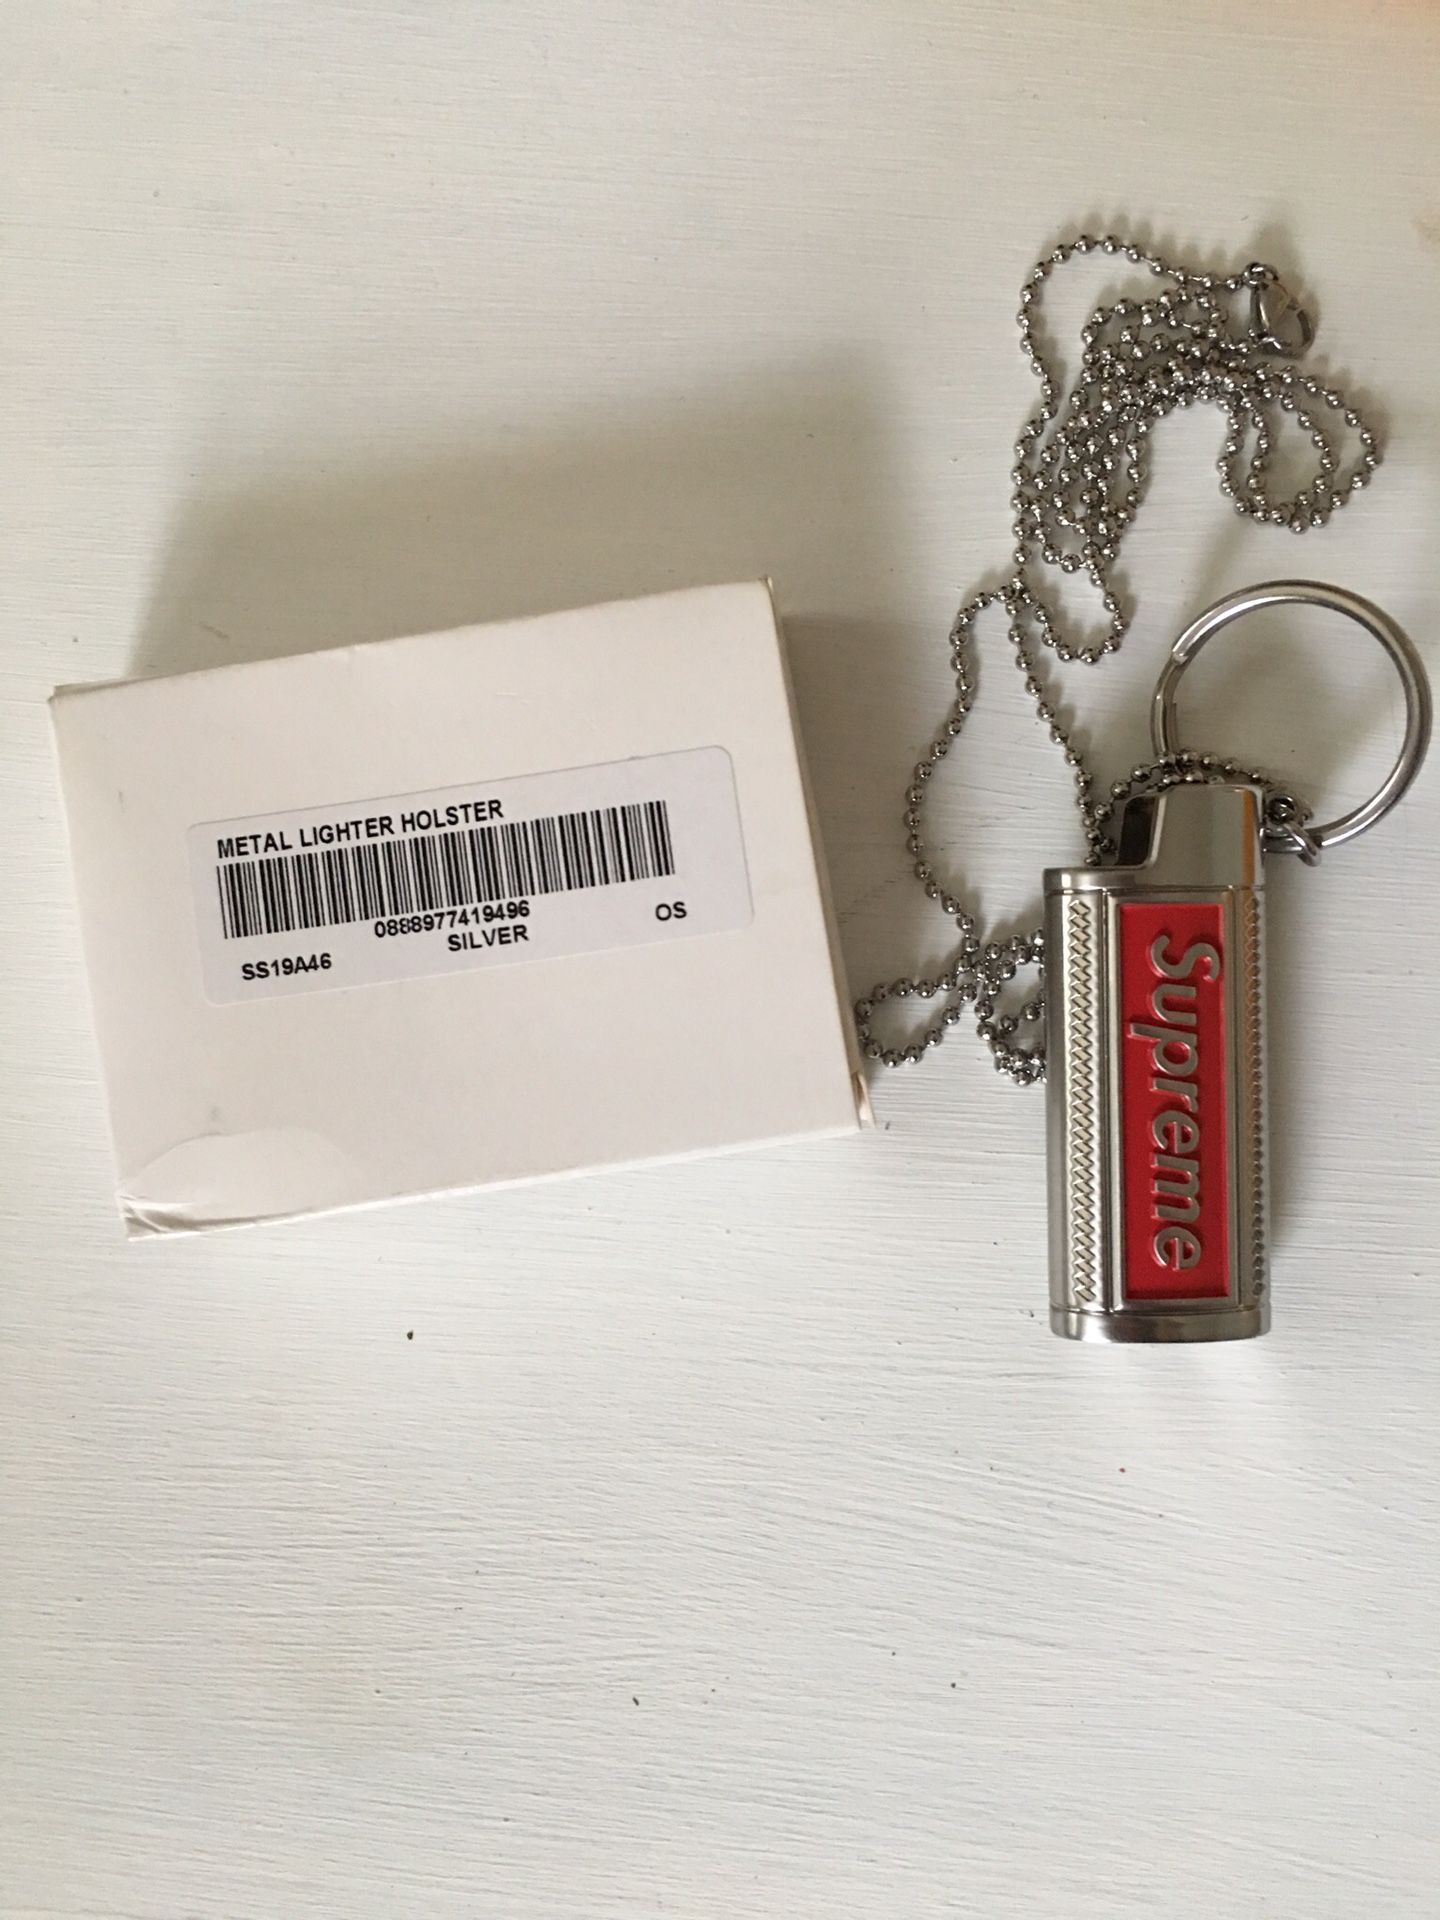 METAL LIGHTER HOLSTER
0888977419496
SS19A46 SILVER OS
Supreme